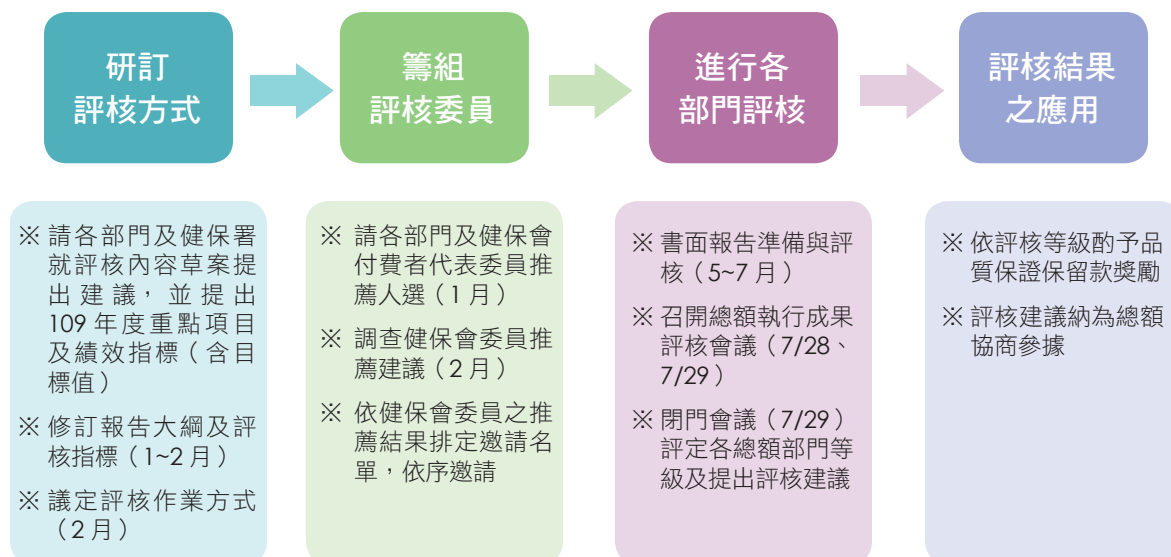 研訂
評核方式
籌組
評核委員
進行各
部門評核
評核結果
之應用
※ 請各部門及健保署
就評核內容草案提
出建議，並提出
109 年度重點項目
及績效指標（含目
標值）
※ 修訂報告大綱及評
核指標（1~2 月）
※ 議定評核作業方式
（2 月）
※ 請各部門及健保會
付費者代表委員推
薦人選（1 月）
※ 調查健保會委員推
薦建議（2 月）
※ 依健保會委員之推
薦結果排定邀請名
單，依序邀請
※ 書面報告準備與評
核（5~7 月）
※ 召開總額執行成果
評核會議（7/28、
7/29）
※ 閉門會議（7/29）
評定各總額部門等
級及提出評核建議
※ 依評核等級酌予品
質保證保留款獎勵
※ 評核建議納為總額
協商參據